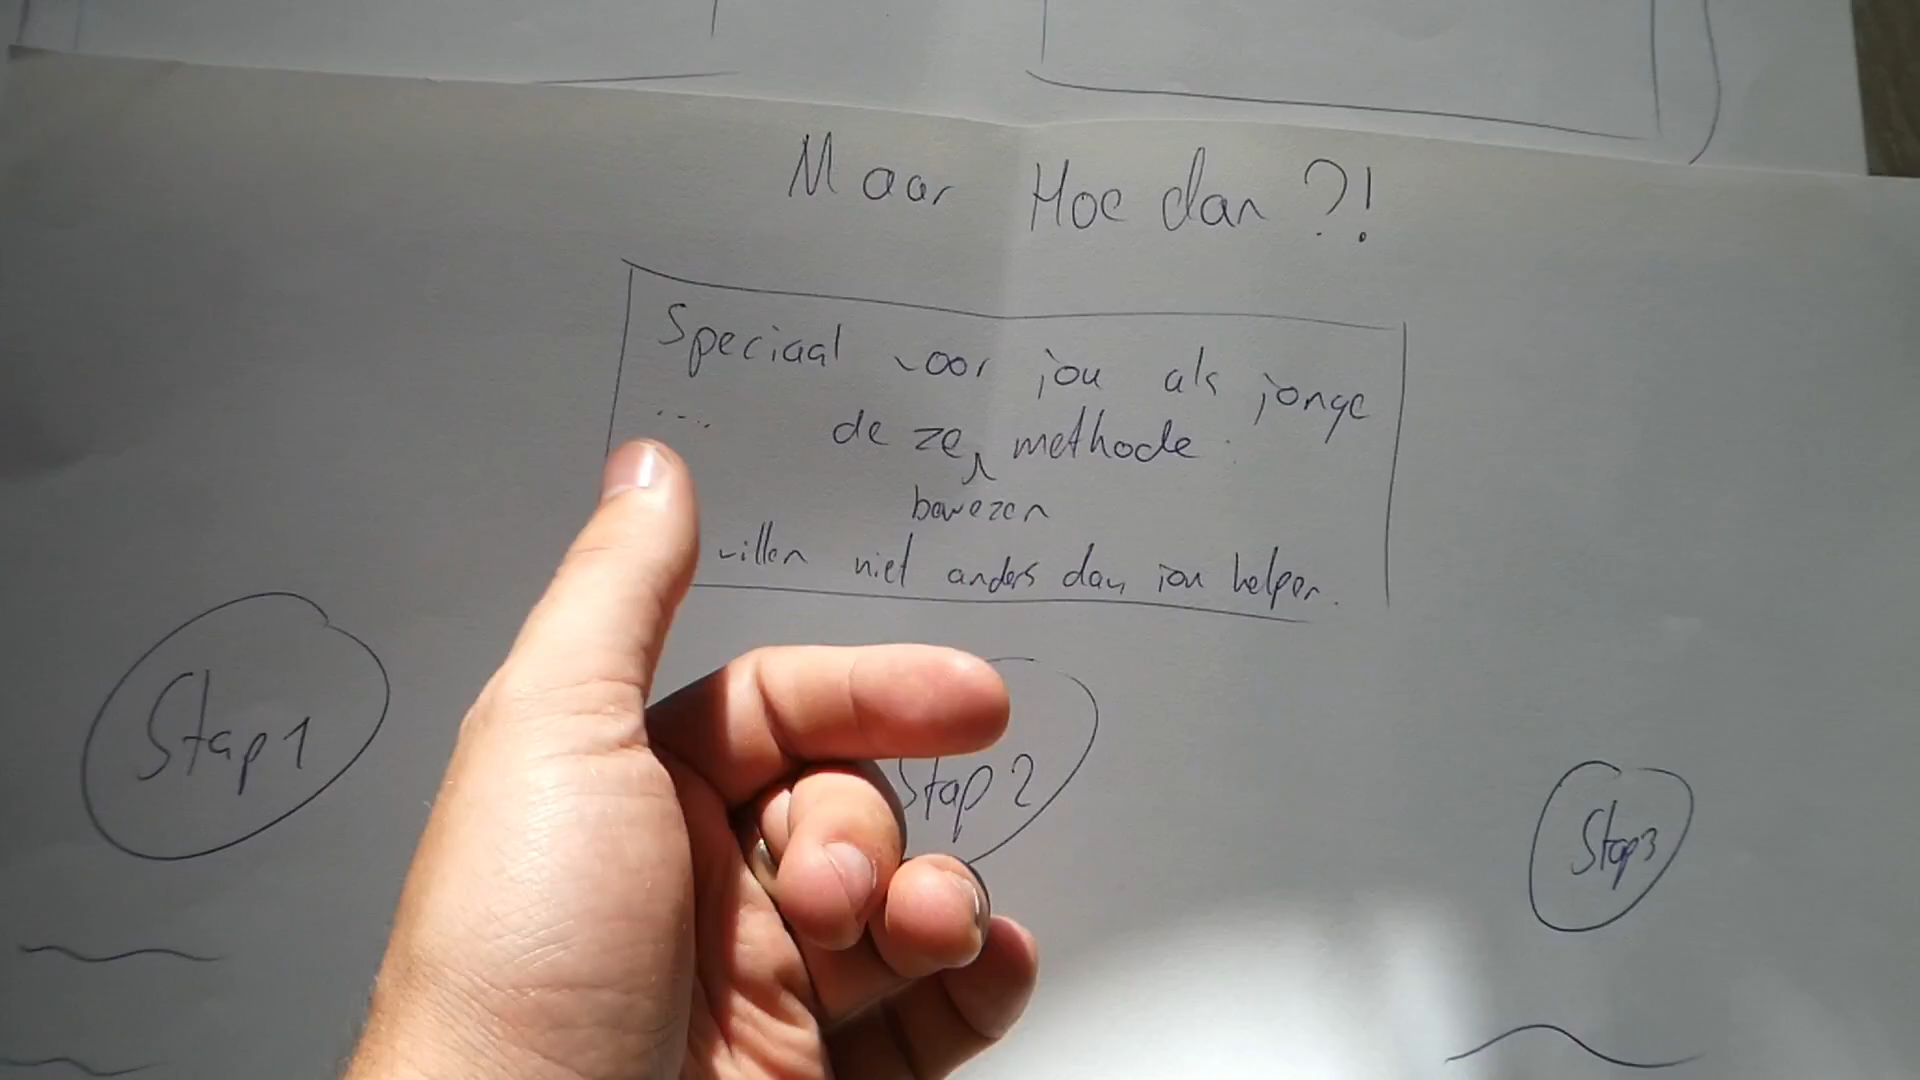 Maar Hoe dan ?!
Speciaal voor jou als jonge
.... deze methode.
bewezen
willen niet anders dan jou helpen.
Stap 1
Stap 2
Stap 3